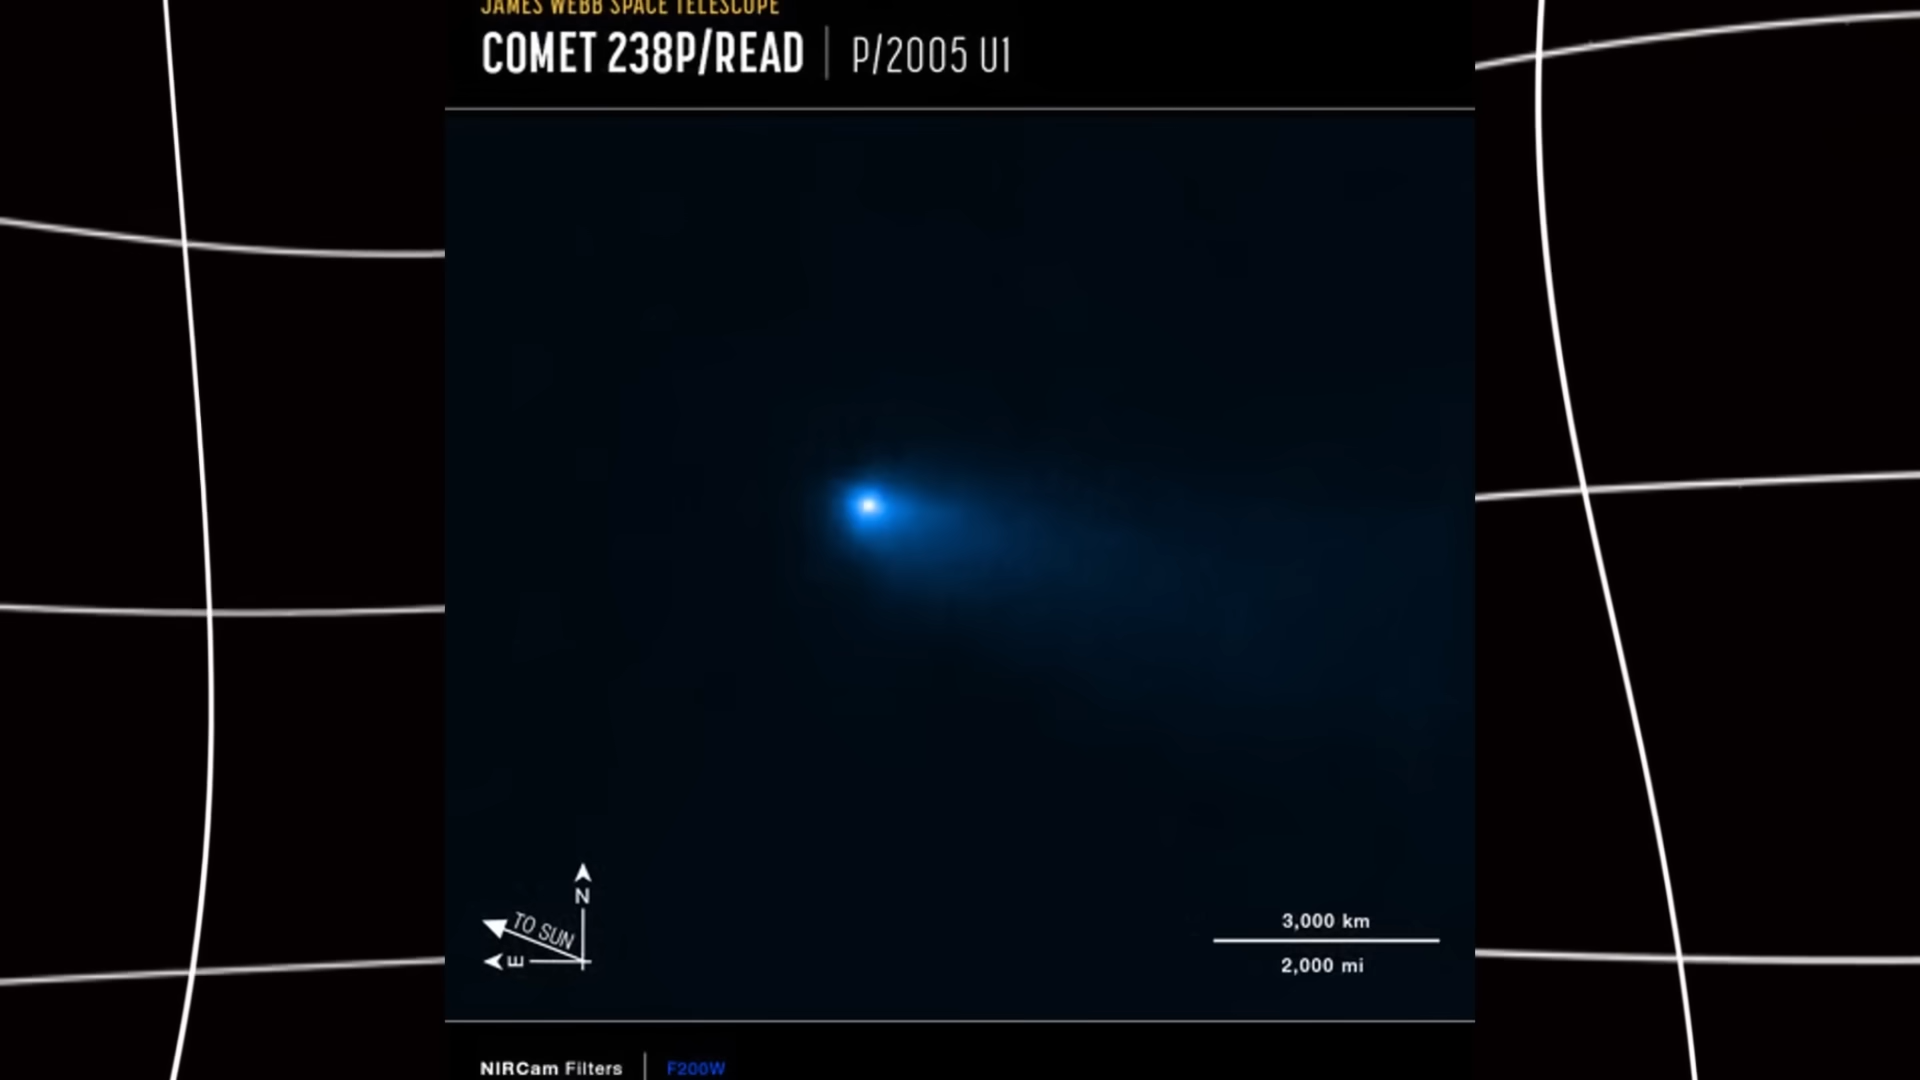 JAMES WEBB SPACE TELESCOPE
COMET 238P/READ | P/2005 U1
N
TO SUN
E
3,000 km
2,000 mi
NIRCam Filters | F200W